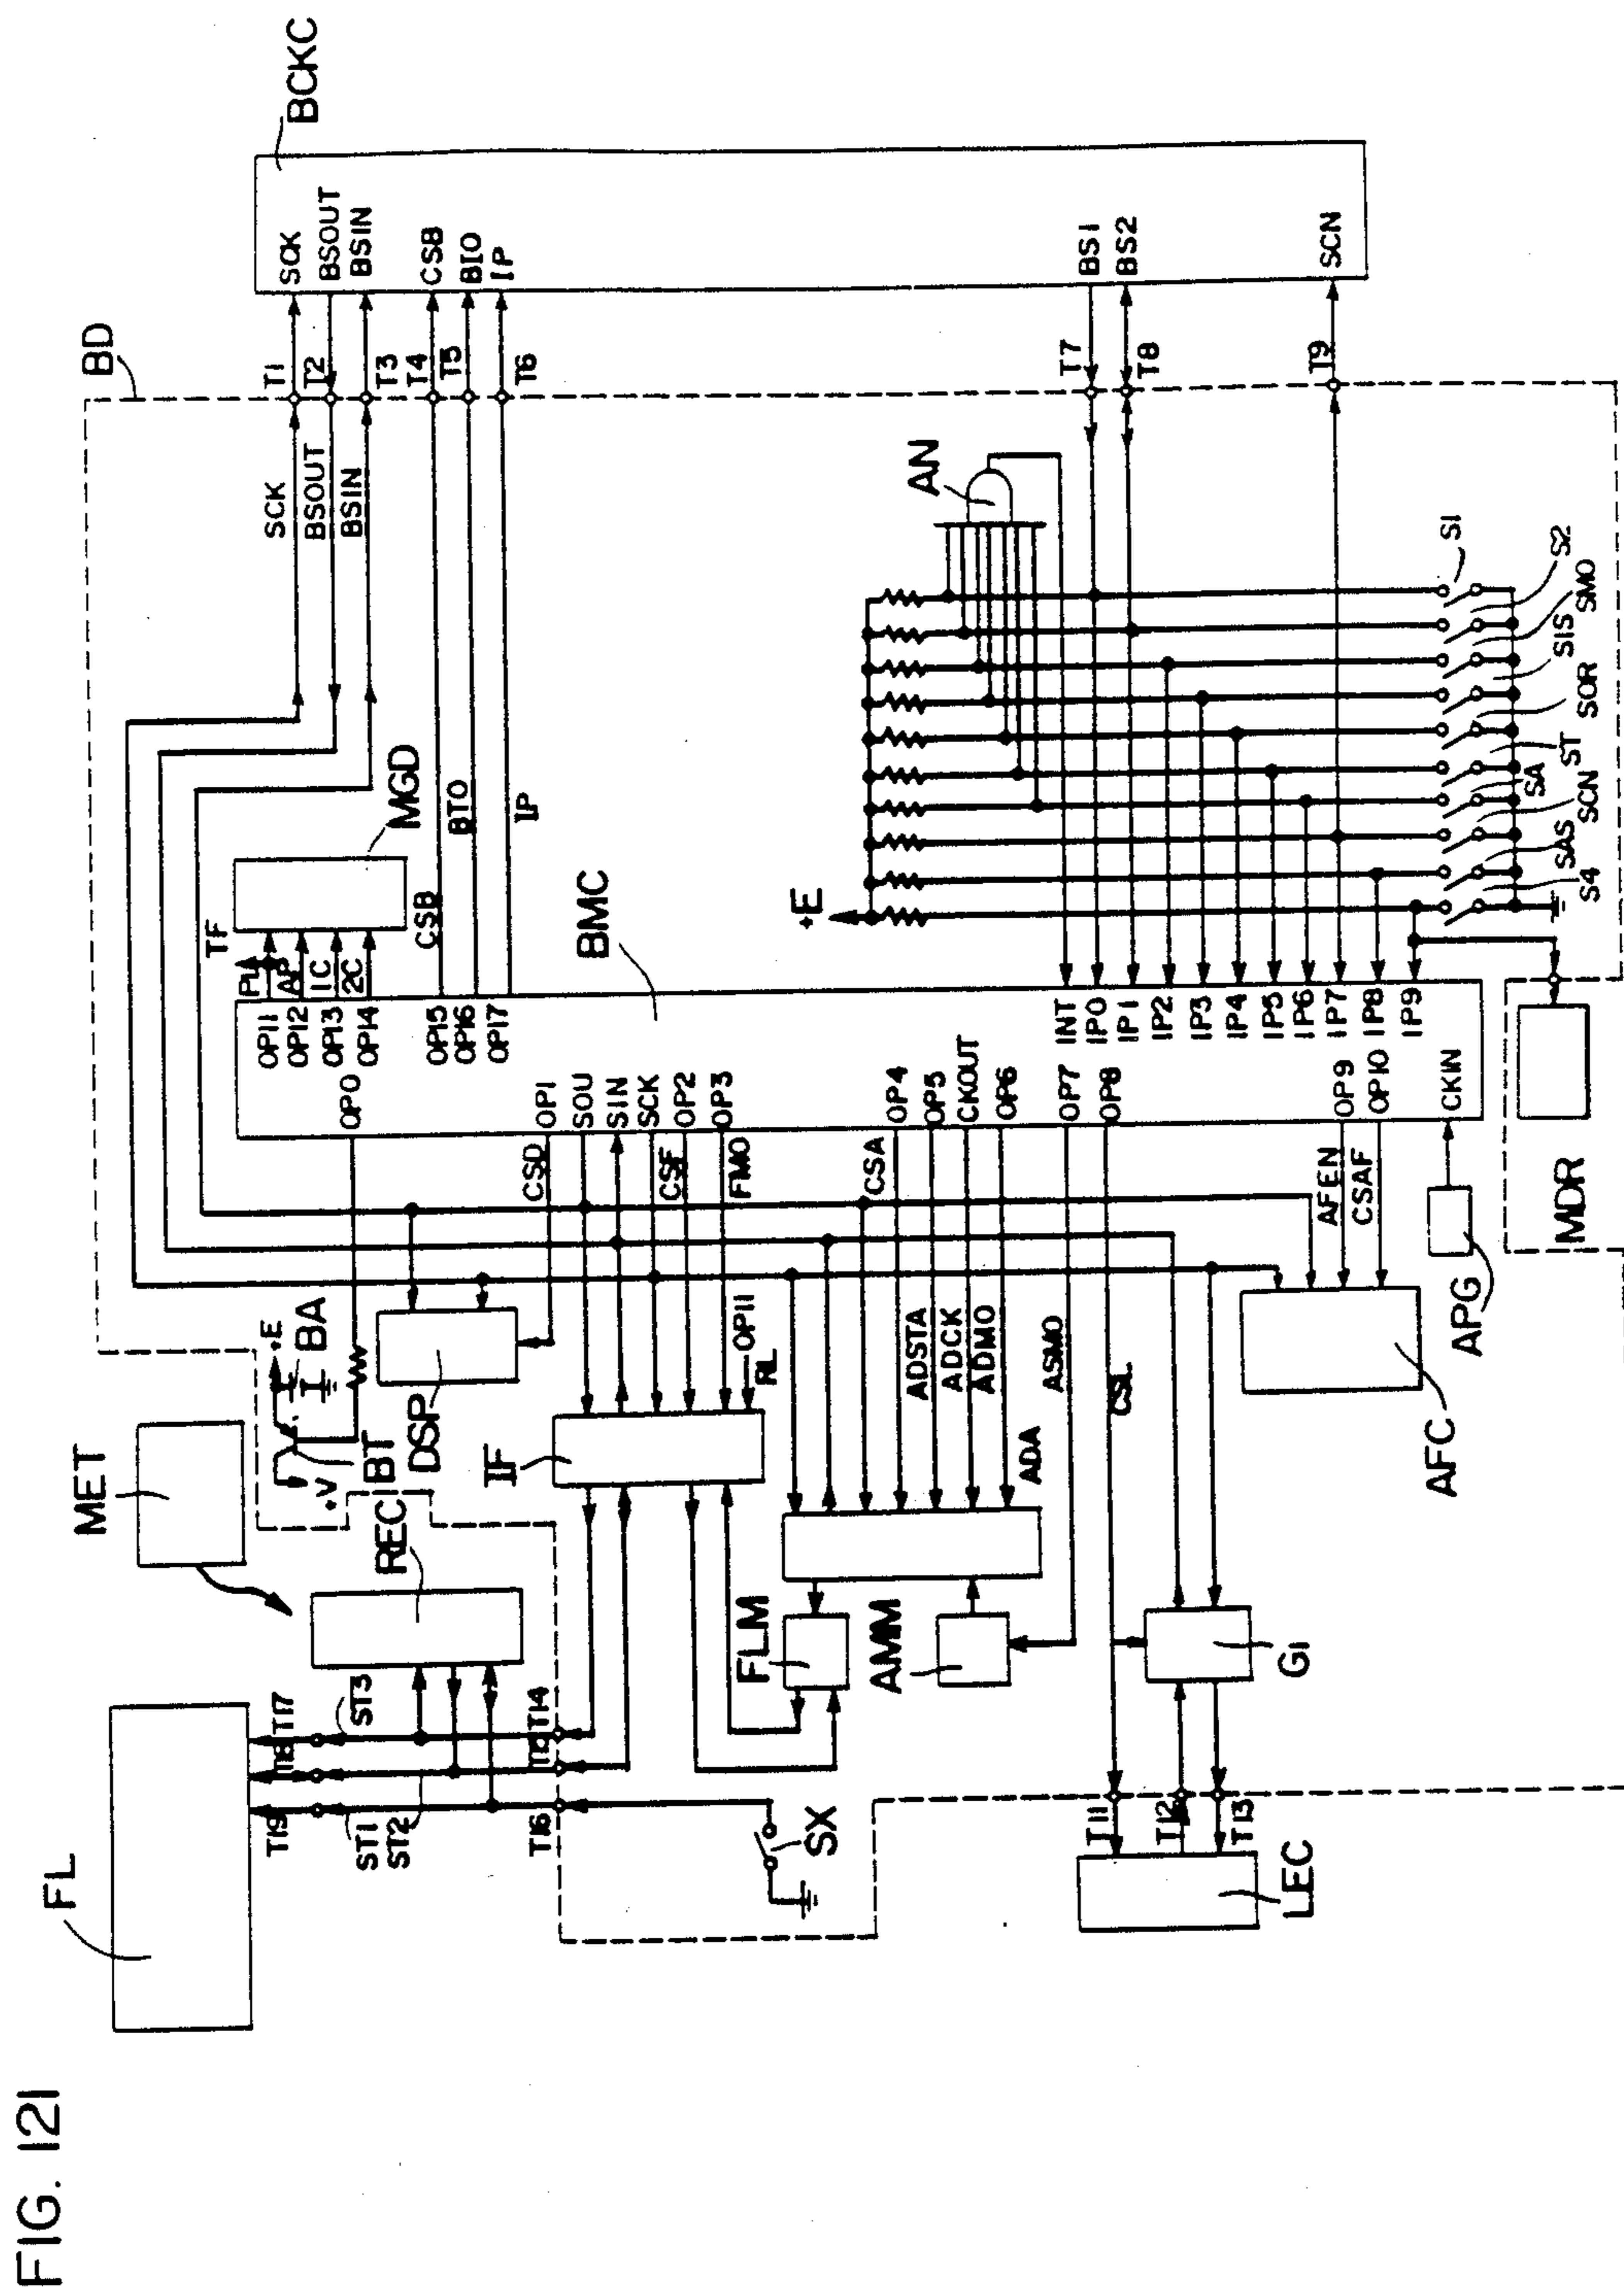 FIG. 121
FL
MET
REC
BD
BCKC
T19
T18
T17
ST1
ST2
ST3
T16
T14
+V
BT
BA
+E
DSP
IF
SX
FLM
AMM
G1
LEC
T11
T12
T13
AFC
APG
MDR
BMC
OP0
OP1
SOU
SIN
SCK
OP2
OP3
OP4
OP5
CKOUT
OP6
OP7
OP8
OP9
OP10
CKIN
CSD
CSF
FMO
OP11
RL
CSA
ADSTA
ADCK
ADMO
ADA
ASMO
CSL
AFEN
CSAF
OP11
OP12
OP13
OP14
OP15
OP16
OP17
TF
PL
AP
1C
2C
MGD
CSB
BTO
IP
SCK
BSOUT
BSIN
T1
T2
T3
T4
T5
T6
SCK
BSOUT
BSIN
CSB
BIO
IP
BS1
BS2
SCN
T7
T8
T9
AN
+E
INT
IP0
IP1
IP2
IP3
IP4
IP5
IP6
IP7
IP8
IP9
S1
S2
SMO
SIS
SOR
ST
SA
SCN
SAS
S4